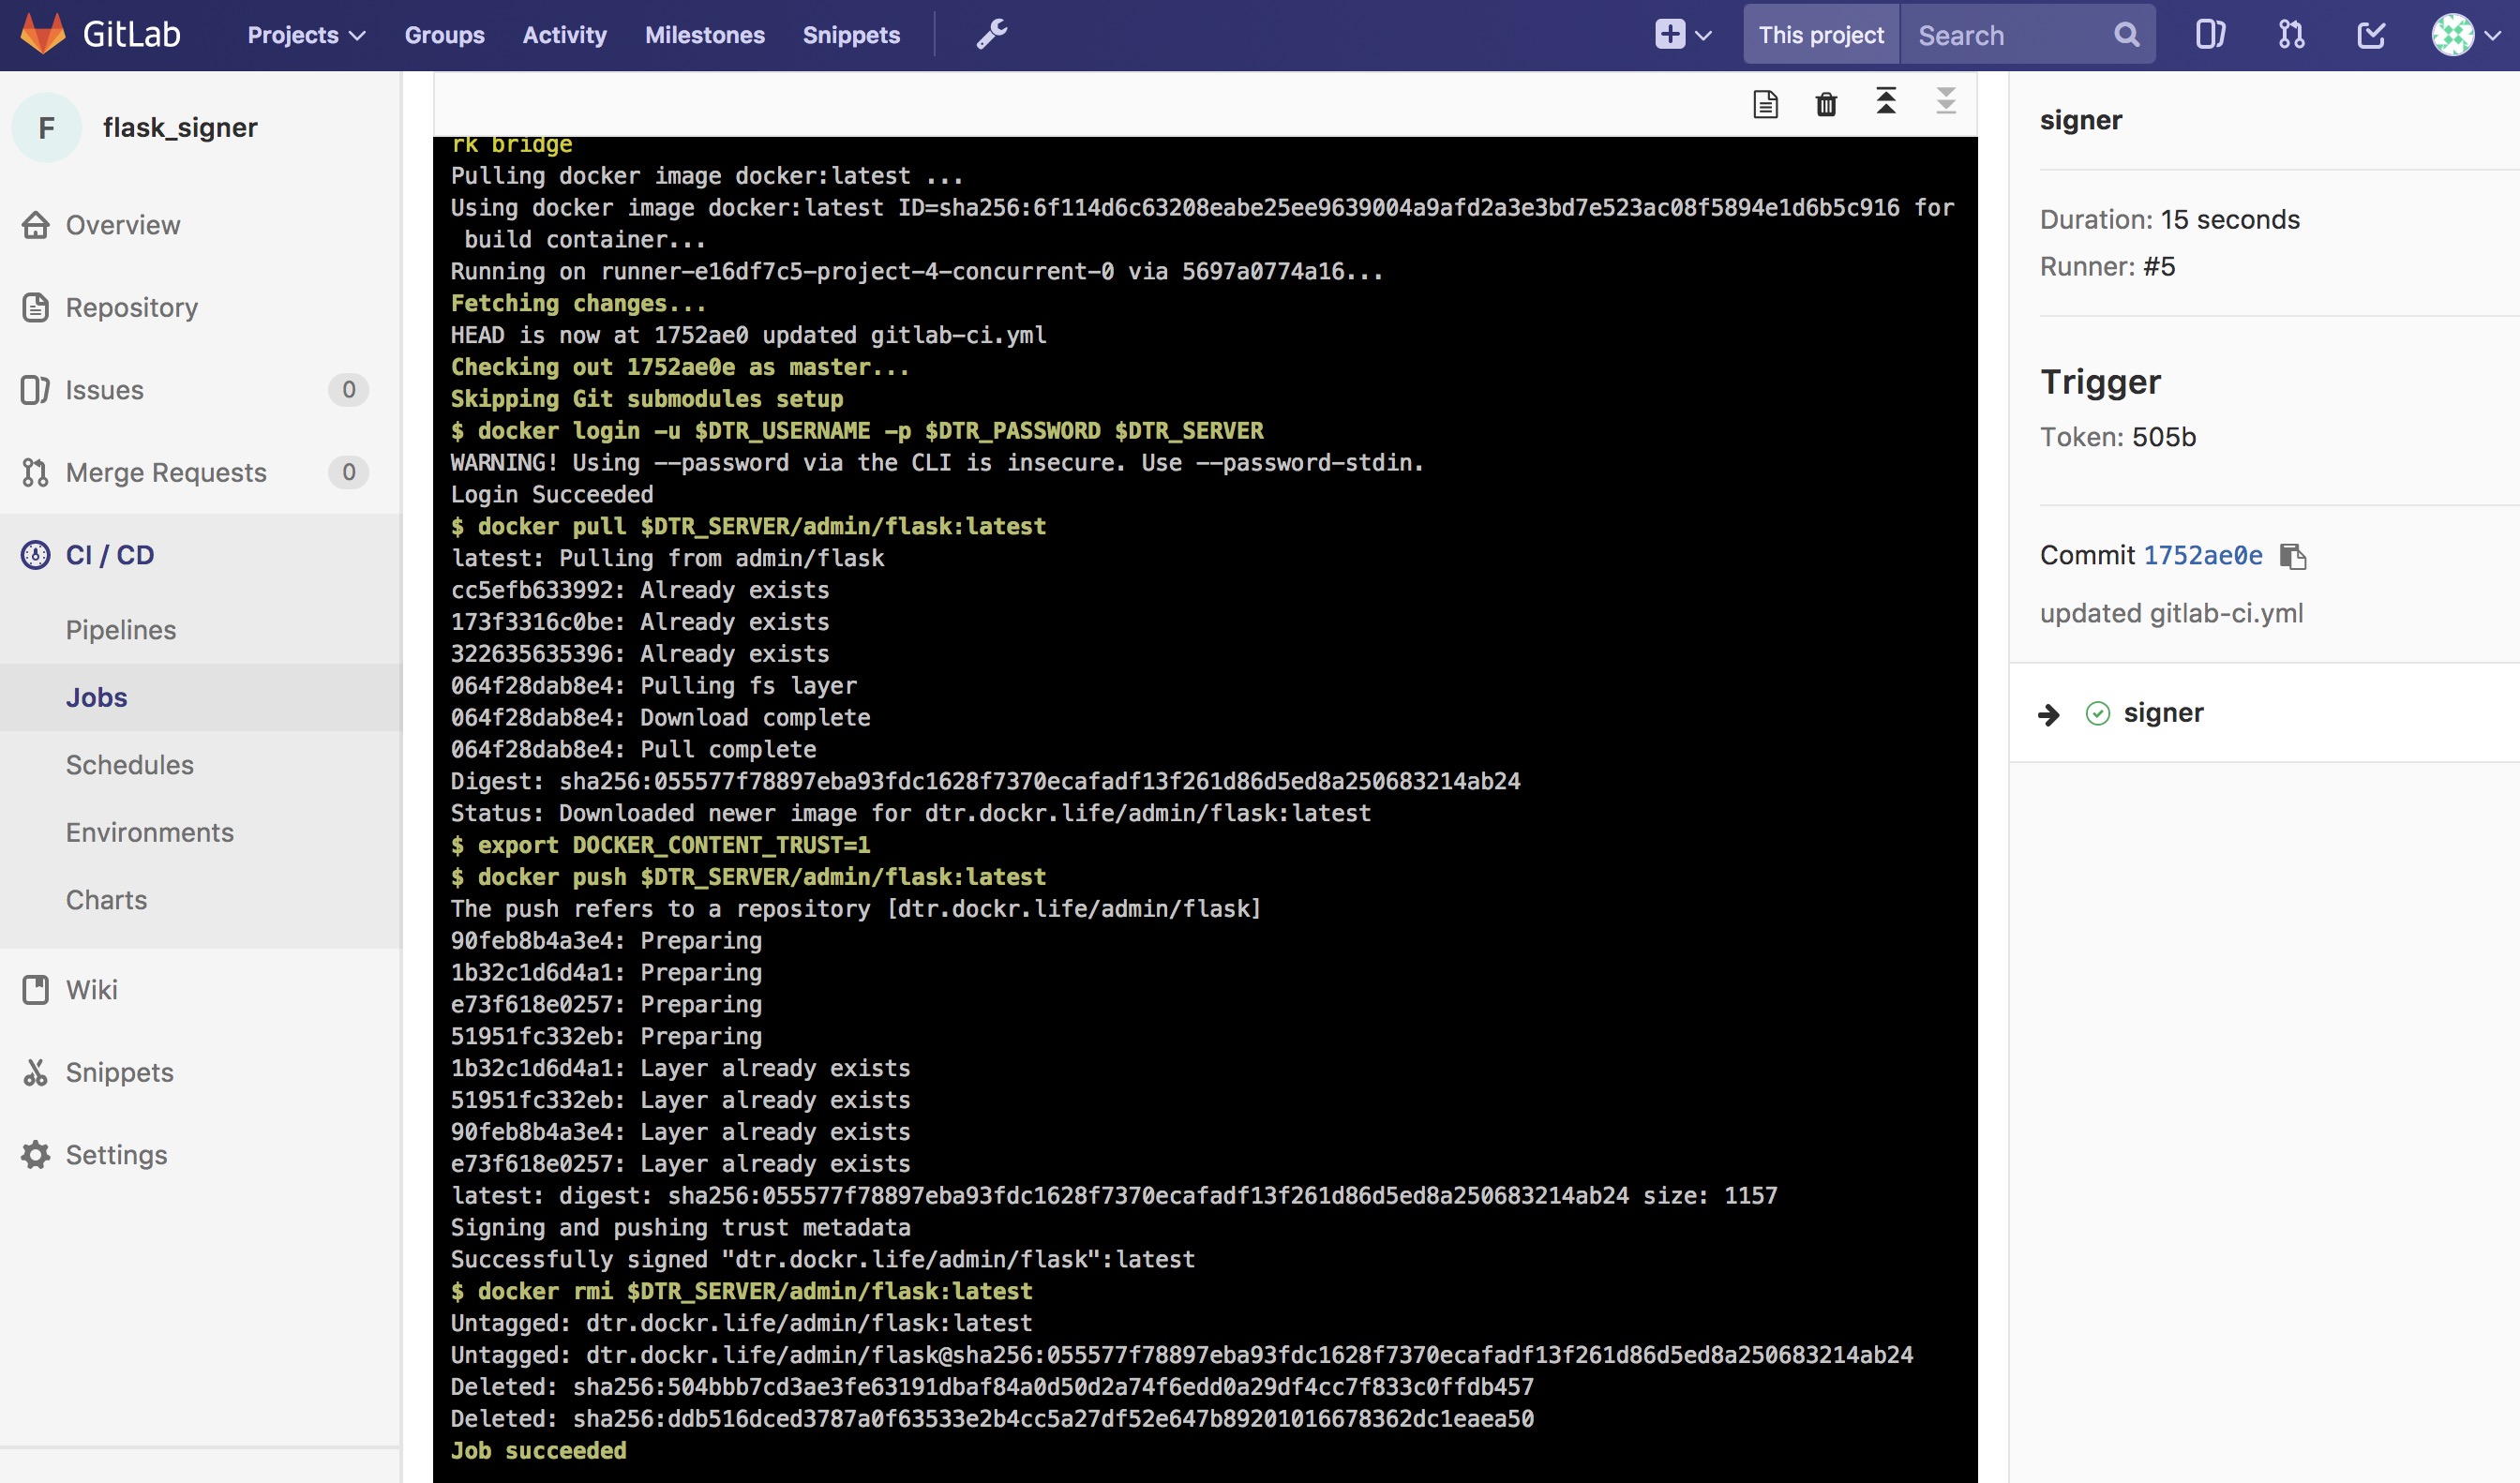 GitLab
Projects
Groups
Activity
Milestones
Snippets
This project
Search
F
flask_signer
Overview
Repository
Issues 0
Merge Requests 0
CI / CD
Pipelines
Jobs
Schedules
Environments
Charts
Wiki
Snippets
Settings
rk bridge
Pulling docker image docker:latest ...
Using docker image docker:latest ID=sha256:6f114d6c63208eabe25ee9639004a9afd2a3e3bd7e523ac08f5894e1d6b5c916 for
build container...
Running on runner-e16df7c5-project-4-concurrent-0 via 5697a0774a16...
Fetching changes...
HEAD is now at 1752ae0 updated gitlab-ci.yml
Checking out 1752ae0e as master...
Skipping Git submodules setup
$ docker login -u $DTR_USERNAME -p $DTR_PASSWORD $DTR_SERVER
WARNING! Using --password via the CLI is insecure. Use --password-stdin.
Login Succeeded
$ docker pull $DTR_SERVER/admin/flask:latest
latest: Pulling from admin/flask
cc5efb633992: Already exists
173f3316c0be: Already exists
322635635396: Already exists
064f28dab8e4: Pulling fs layer
064f28dab8e4: Download complete
064f28dab8e4: Pull complete
Digest: sha256:055577f78897eba93fdc1628f7370ecafadf13f261d86d5ed8a250683214ab24
Status: Downloaded newer image for dtr.dockr.life/admin/flask:latest
$ export DOCKER_CONTENT_TRUST=1
$ docker push $DTR_SERVER/admin/flask:latest
The push refers to a repository [dtr.dockr.life/admin/flask]
90feb8b4a3e4: Preparing
1b32c1d6d4a1: Preparing
e73f618e0257: Preparing
51951fc332eb: Preparing
1b32c1d6d4a1: Layer already exists
51951fc332eb: Layer already exists
90feb8b4a3e4: Layer already exists
e73f618e0257: Layer already exists
latest: digest: sha256:055577f78897eba93fdc1628f7370ecafadf13f261d86d5ed8a250683214ab24 size: 1157
Signing and pushing trust metadata
Successfully signed "dtr.dockr.life/admin/flask":latest
$ docker rmi $DTR_SERVER/admin/flask:latest
Untagged: dtr.dockr.life/admin/flask:latest
Untagged: dtr.dockr.life/admin/flask@sha256:055577f78897eba93fdc1628f7370ecafadf13f261d86d5ed8a250683214ab24
Deleted: sha256:504bbb7cd3ae3fe63191dbaf84a0d50d2a74f6edd0a29df4cc7f833c0ffdb457
Deleted: sha256:ddb516dced3787a0f63533e2b4cc5a27df52e647b89201016678362dc1eaea50
Job succeeded
signer
Duration: 15 seconds
Runner: #5
Trigger
Token: 505b
Commit 1752ae0e
updated gitlab-ci.yml
signer